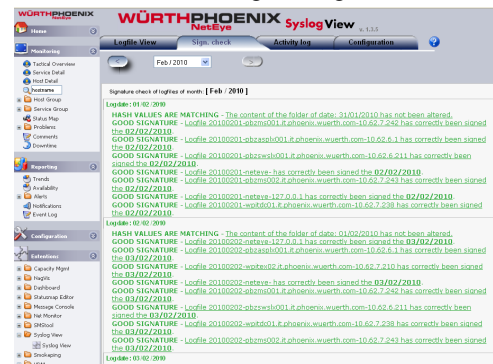 WÜRTHPHOENIX
NetEye
WÜRTHPHOENIX Syslog View v. 1.1.5
NetEye
Home
Logfile View
Sign. check
Activity log
Configuration
?
Monitoring
<
Feb / 2010
>
Tactical Overview
Service Detail
Host Detail
hostname
Host Group
Service Group
Status Map
Problems
Comments
Downtime
Reporting
Trends
Availability
Alerts
Notifications
Event Log
Configuration
Extentions
Capacity Mgmt
NagVis
Dashboard
Statusmap Editor
Message Console
Net Monitor
SMStool
Syslog View
Syslog View
Smokeping
Signature check of logfiles of month: [ Feb / 2010 ]
Logdate : 01/02/2010
HASH VALUES ARE MATCHING - The content of the folder of date: 31/01/2010 has not been altered.
GOOD SIGNATURE - Logfile 20100201-pbzms001.it.phoenix.wuerth.com-10.62.7.242 has correctly been signed
the 02/02/2010.
GOOD SIGNATURE - Logfile 20100201-pbzasplx001.it.phoenix.wuerth.com-10.62.6.1 has correctly been signed
the 02/02/2010.
GOOD SIGNATURE - Logfile 20100201-pbzswslx001.it.phoenix.wuerth.com-10.62.6.211 has correctly been
signed the 02/02/2010.
GOOD SIGNATURE - Logfile 20100201-neteye- has correctly been signed the 02/02/2010.
GOOD SIGNATURE - Logfile 20100201-pbzms002.it.phoenix.wuerth.com-10.62.7.243 has correctly been signed
the 02/02/2010.
GOOD SIGNATURE - Logfile 20100201-neteye-127.0.0.1 has correctly been signed the 02/02/2010.
GOOD SIGNATURE - Logfile 20100201-wpitdc01.it.phoenix.wuerth.com-10.62.7.238 has correctly been signed
the 02/02/2010.
Logdate : 02/02/2010
HASH VALUES ARE MATCHING - The content of the folder of date: 01/02/2010 has not been altered.
GOOD SIGNATURE - Logfile 20100202-neteye-127.0.0.1 has correctly been signed the 03/02/2010.
GOOD SIGNATURE - Logfile 20100202-pbzasplx001.it.phoenix.wuerth.com-10.62.6.1 has correctly been signed
the 03/02/2010.
GOOD SIGNATURE - Logfile 20100202-wpitex02.it.phoenix.wuerth.com-10.62.7.210 has correctly been signed
the 03/02/2010.
GOOD SIGNATURE - Logfile 20100202-neteye- has correctly been signed the 03/02/2010.
GOOD SIGNATURE - Logfile 20100202-pbzms001.it.phoenix.wuerth.com-10.62.7.242 has correctly been signed
the 03/02/2010.
GOOD SIGNATURE - Logfile 20100202-pbzswslx001.it.phoenix.wuerth.com-10.62.6.211 has correctly been
signed the 03/02/2010.
GOOD SIGNATURE - Logfile 20100202-wpitdc01.it.phoenix.wuerth.com-10.62.7.238 has correctly been signed
the 03/02/2010.
GOOD SIGNATURE - Logfile 20100202-pbzms002.it.phoenix.wuerth.com-10.62.7.243 has correctly been signed
the 03/02/2010.
Logdate : 03/02/2010